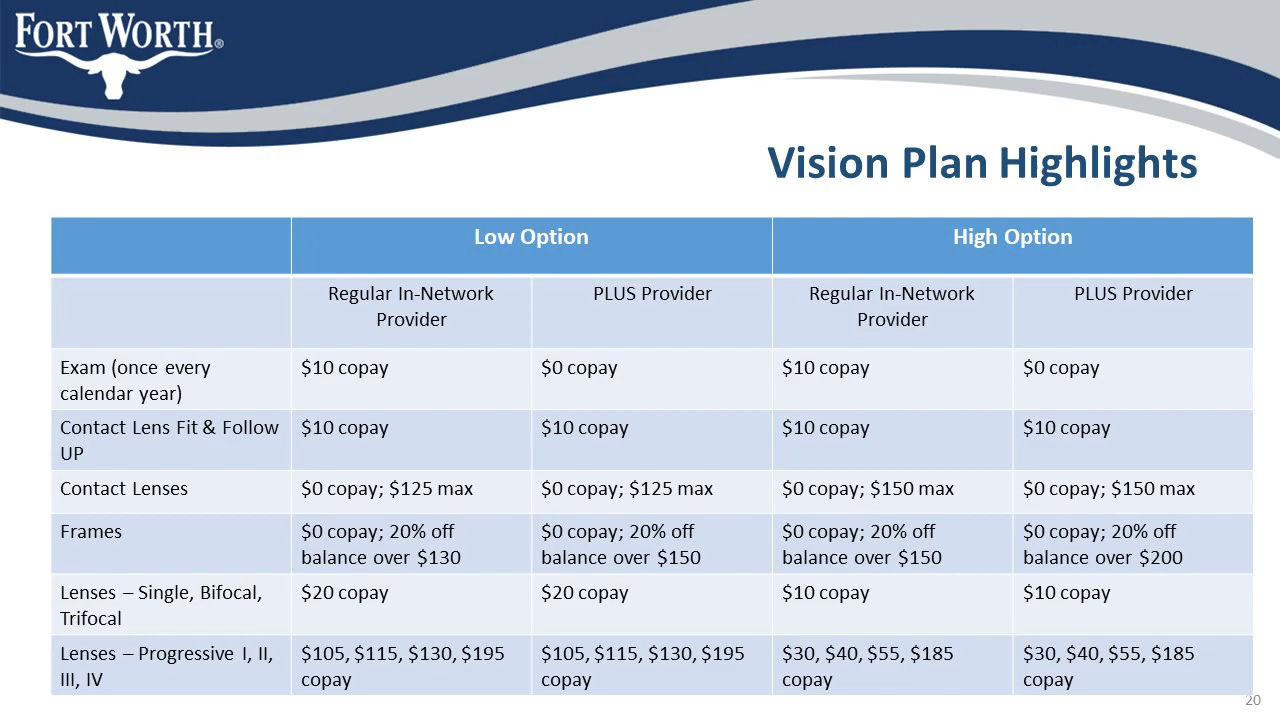 FORT WORTH®
Vision Plan Highlights
Low Option
High Option
Regular In-Network
Provider
PLUS Provider
Regular In-Network
Provider
PLUS Provider
Exam (once every
calendar year)
$10 copay
$0 copay
$10 copay
$0 copay
Contact Lens Fit & Follow
UP
$10 copay
$10 copay
$10 copay
$10 copay
Contact Lenses
$0 copay; $125 max
$0 copay; $125 max
$0 copay; $150 max
$0 copay; $150 max
Frames
$0 copay; 20% off
balance over $130
$0 copay; 20% off
balance over $150
$0 copay; 20% off
balance over $150
$0 copay; 20% off
balance over $200
Lenses – Single, Bifocal,
Trifocal
$20 copay
$20 copay
$10 copay
$10 copay
Lenses – Progressive I, II,
III, IV
$105, $115, $130, $195
copay
$105, $115, $130, $195
copay
$30, $40, $55, $185
copay
$30, $40, $55, $185
copay
20